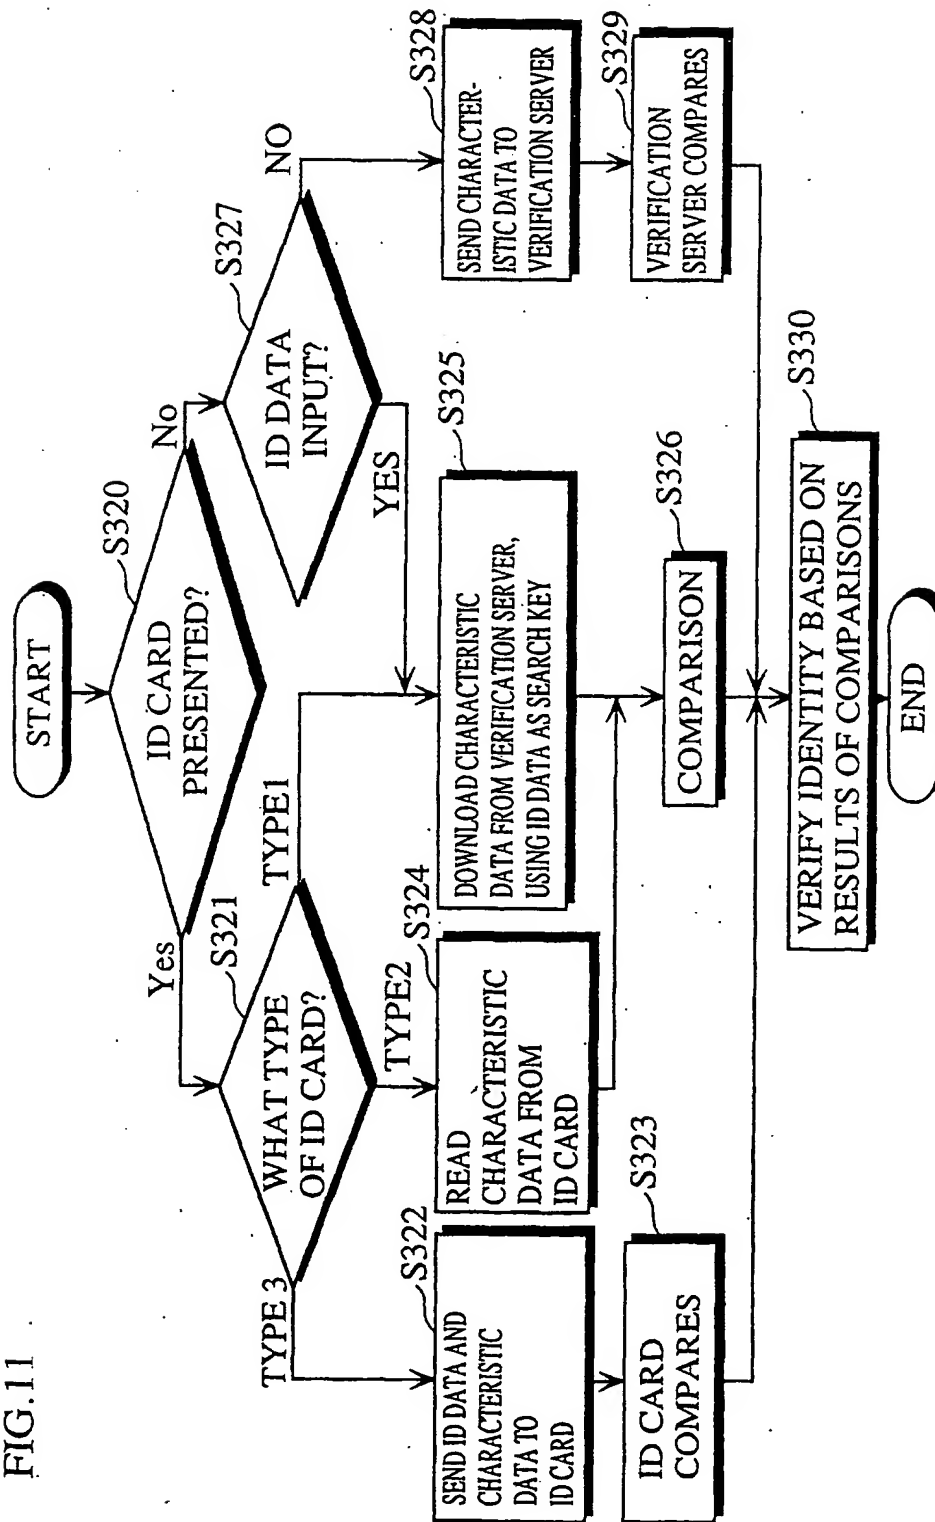 FIG.11
START
ID CARD
PRESENTED?
S320
Yes
No
WHAT TYPE
OF ID CARD?
S321
TYPE 3
TYPE2
TYPE1
ID DATA
INPUT?
S327
YES
NO
SEND ID DATA AND
CHARACTERISTIC
DATA TO
ID CARD
S322
READ
CHARACTERISTIC
DATA FROM
ID CARD
S324
DOWNLOAD CHARACTERISTIC
DATA FROM VERIFICATION SERVER,
USING ID DATA AS SEARCH KEY
S325
SEND CHARACTER-
ISTIC DATA TO
VERIFICATION SERVER
S328
ID CARD
COMPARES
S323
COMPARISON
S326
VERIFICATION
SERVER COMPARES
S329
VERIFY IDENTITY BASED ON
RESULTS OF COMPARISONS
S330
END